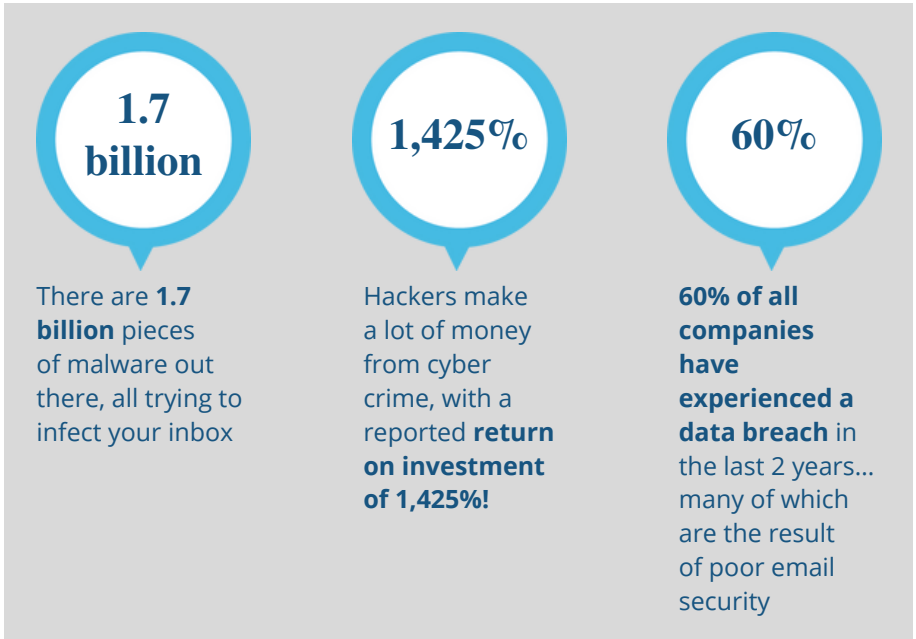 1.7
billion
There are 1.7
billion pieces
of malware out
there, all trying to
infect your inbox
1,425%
Hackers make
a lot of money
from cyber
crime, with a
reported return
on investment
of 1,425%!
60%
60% of all
companies
have
experienced a
data breach in
the last 2 years...
many of which
are the result
of poor email
security